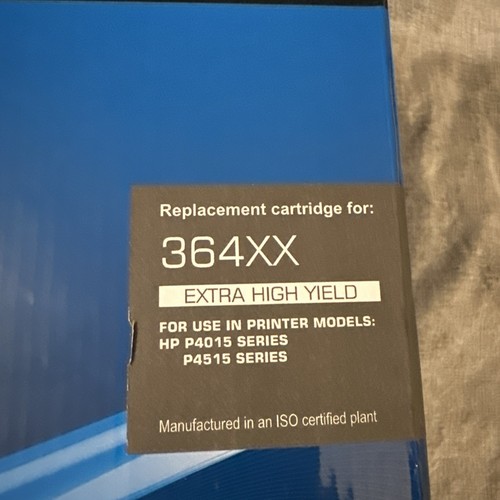 Replacement cartridge for:
364XX
EXTRA HIGH YIELD
FOR USE IN PRINTER MODELS:
HP P4015 SERIES
P4515 SERIES
Manufactured in an ISO certified plant